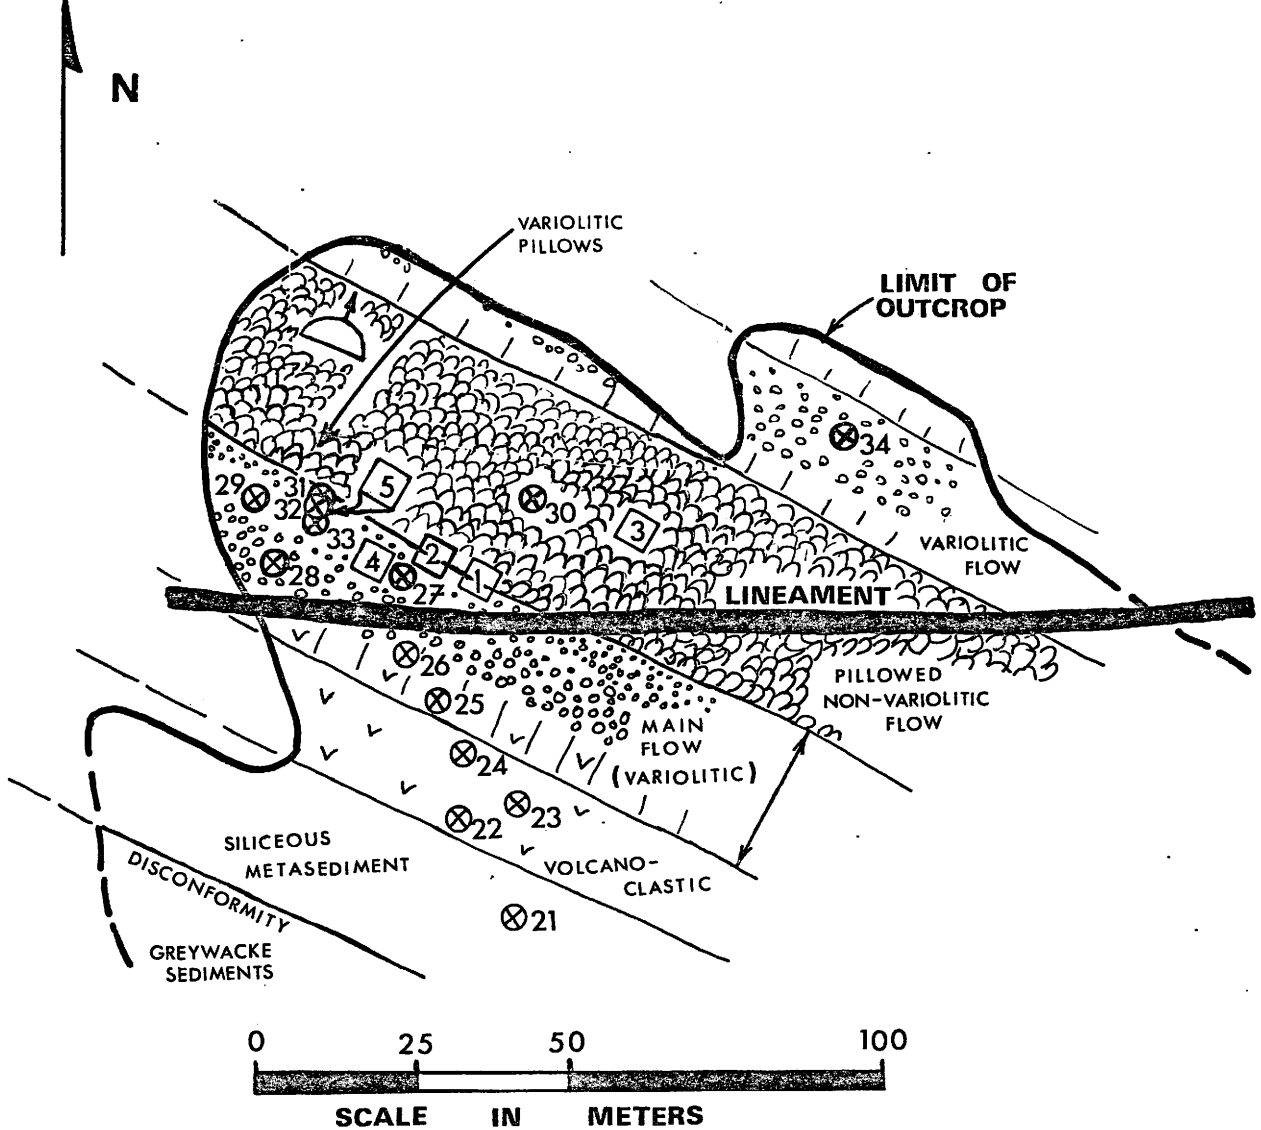 N
VARIOLITIC
PILLOWS
LIMIT OF
OUTCROP
34
29
31
32
33
5
30
3
28
4
2
1
27
VARIOLITIC
FLOW
LINEAMENT
26
25
PILLOWED
NON-VARIOLITIC
FLOW
MAIN
FLOW
(VARIOLITIC)
24
23
22
VOLCANO-
CLASTIC
21
SILICEOUS
METASEDIMENT
DISCONFORMITY
GREYWACKE
SEDIMENTS
0 25 50 100
SCALE IN METERS